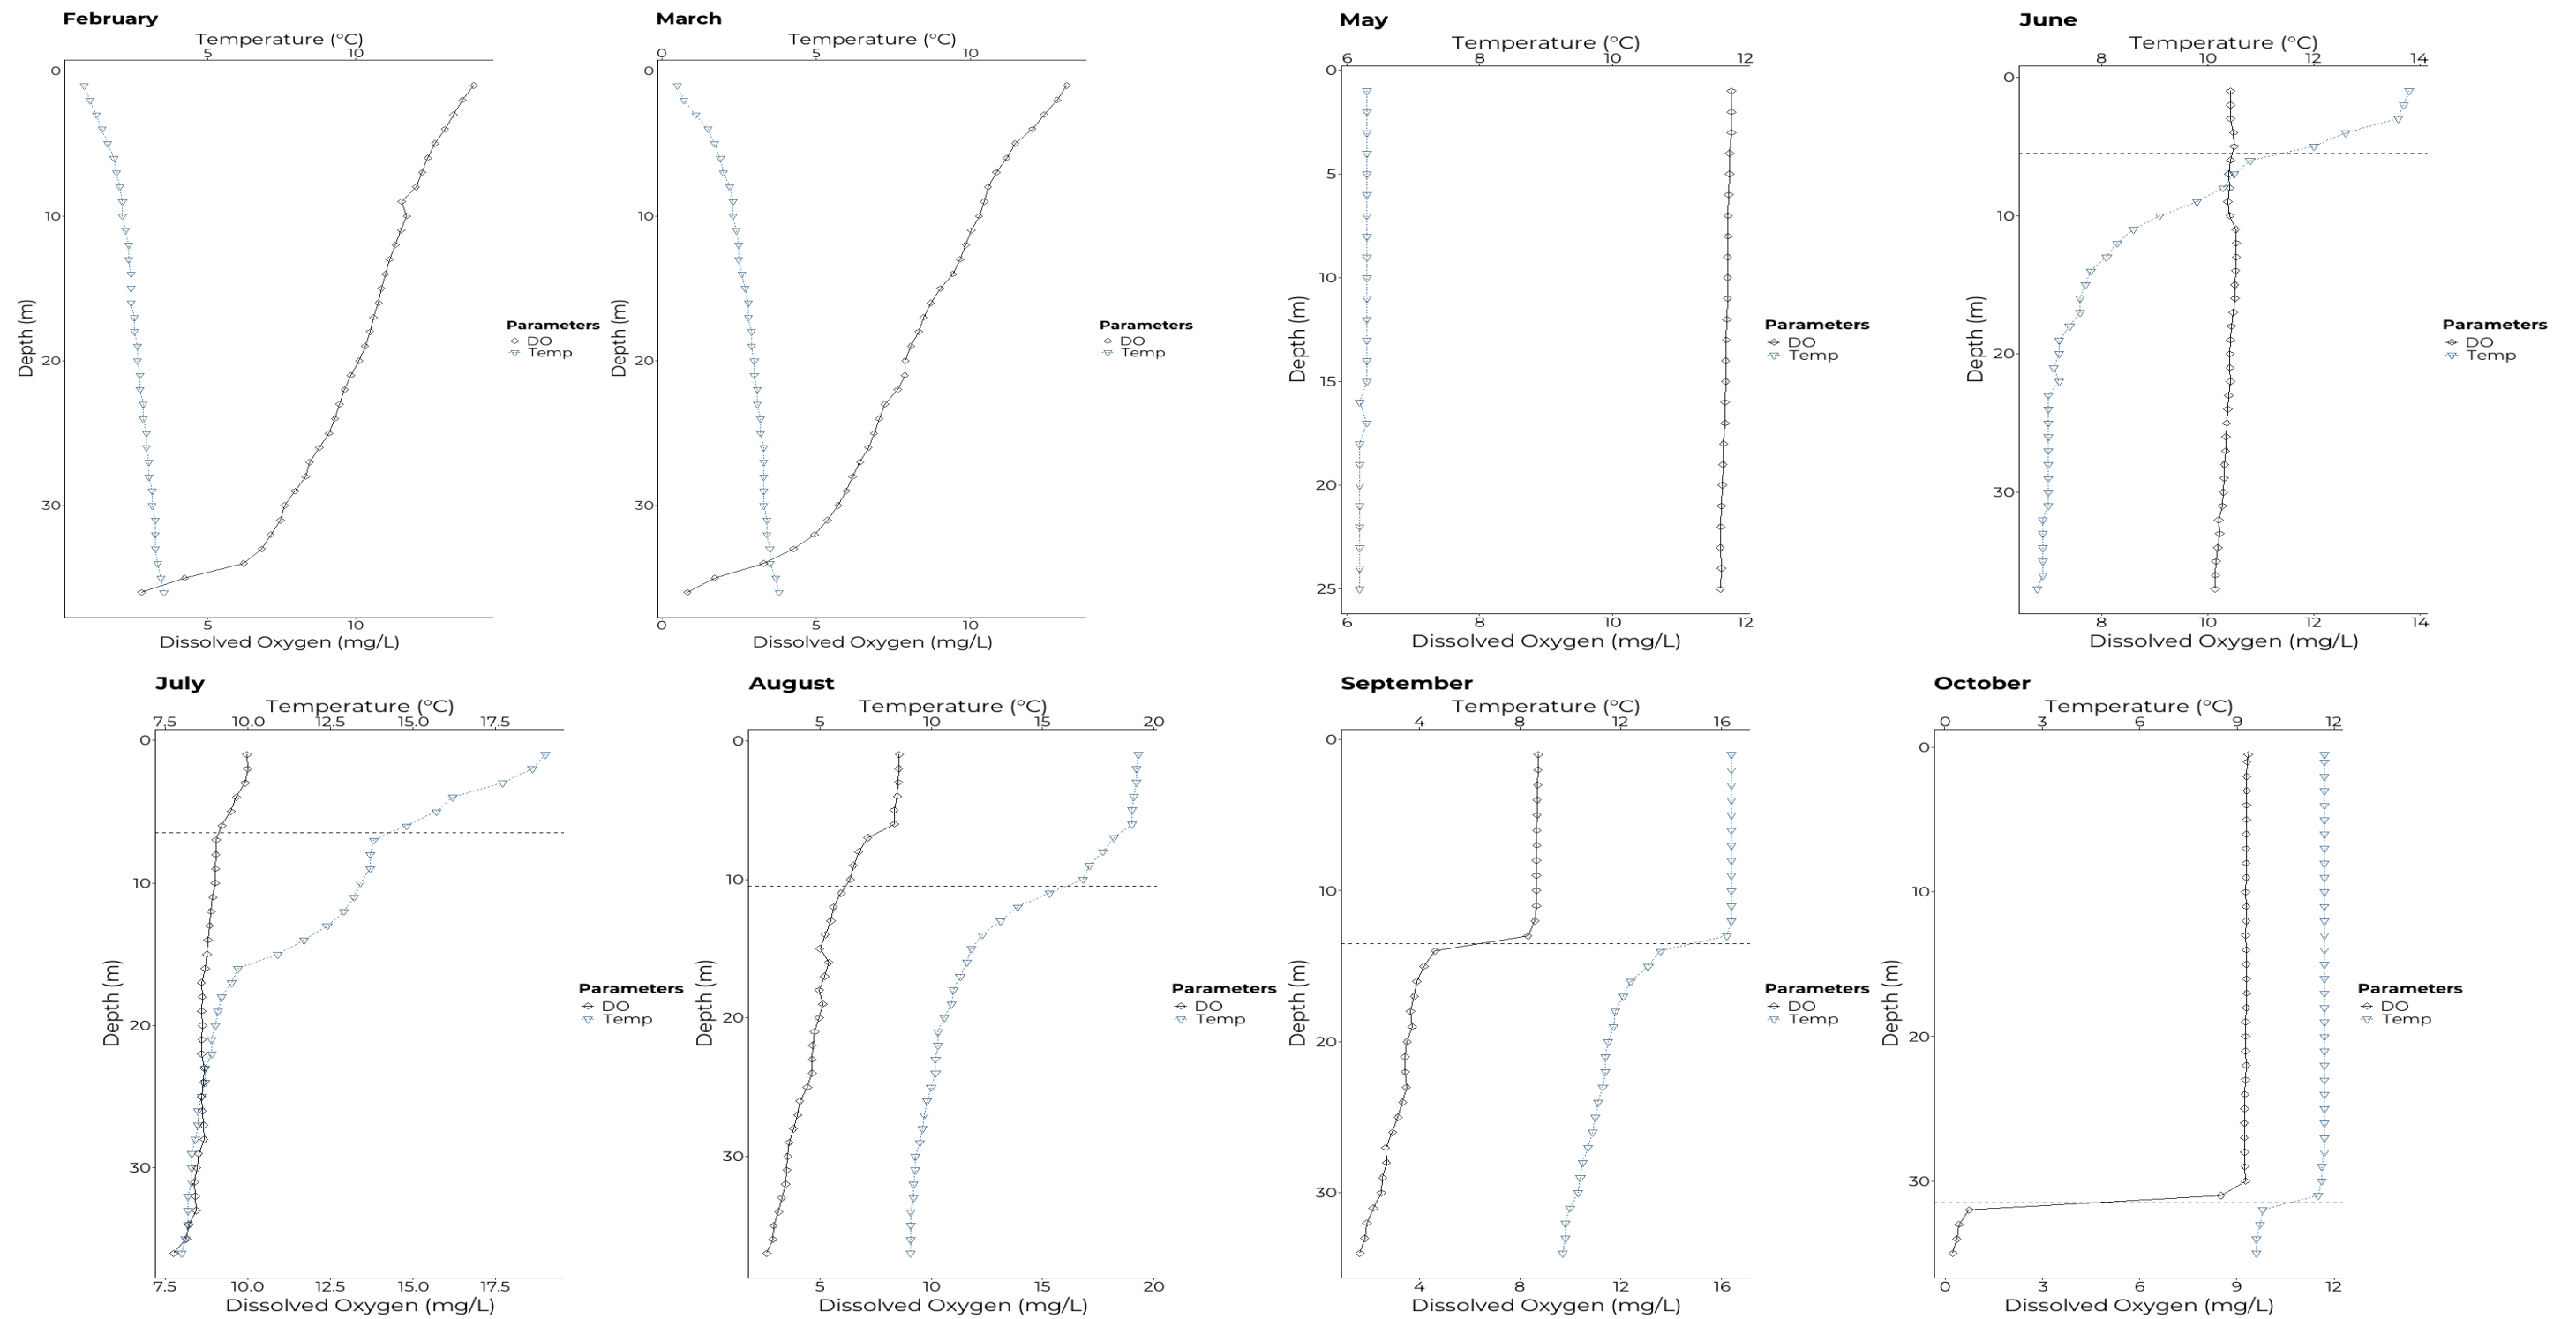 February
Temperature (°C)
5 10
0
10
20
30
Depth (m)
5 10
Dissolved Oxygen (mg/L)
Parameters
DO
Temp
March
Temperature (°C)
0 5 10
0
10
20
30
Depth (m)
0 5 10
Dissolved Oxygen (mg/L)
Parameters
DO
Temp
May
Temperature (°C)
6 8 10 12
0
5
10
15
20
25
Depth (m)
6 8 10 12
Dissolved Oxygen (mg/L)
Parameters
DO
Temp
June
Temperature (°C)
8 10 12 14
0
10
20
30
Depth (m)
8 10 12 14
Dissolved Oxygen (mg/L)
Parameters
DO
Temp
July
Temperature (°C)
7.5 10.0 12.5 15.0 17.5
0
10
20
30
Depth (m)
7.5 10.0 12.5 15.0 17.5
Dissolved Oxygen (mg/L)
Parameters
DO
Temp
August
Temperature (°C)
5 10 15 20
0
10
20
30
Depth (m)
5 10 15 20
Dissolved Oxygen (mg/L)
Parameters
DO
Temp
September
Temperature (°C)
4 8 12 16
0
10
20
30
Depth (m)
4 8 12 16
Dissolved Oxygen (mg/L)
Parameters
DO
Temp
October
Temperature (°C)
0 3 6 9 12
0
10
20
30
Depth (m)
0 3 6 9 12
Dissolved Oxygen (mg/L)
Parameters
DO
Temp